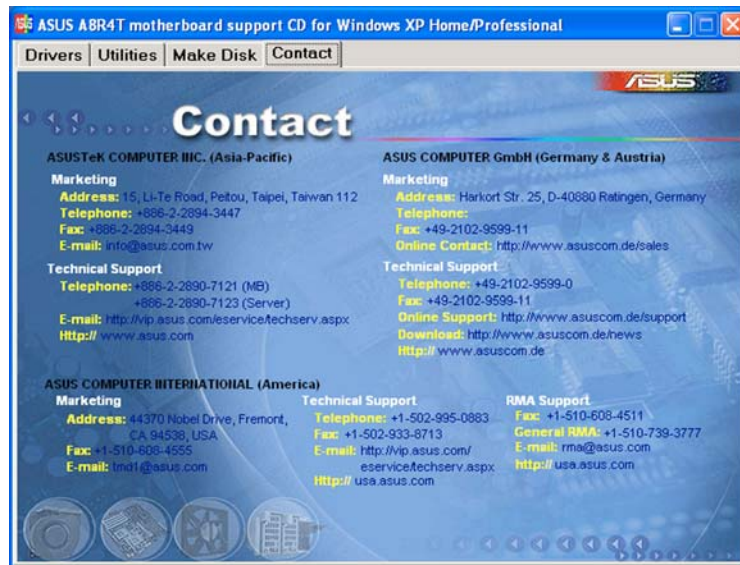 ASUS A8R4T motherboard support CD for Windows XP Home/Professional
Drivers Utilities Make Disk Contact
ASUS
Contact
ASUSTeK COMPUTER INC. (Asia-Pacific)
Marketing
Address: 15, Li-Te Road, Peitou, Taipei, Taiwan 112
Telephone: +886-2-2894-3447
Fax: +886-2-2894-3449
E-mail: info@asus.com.tw
Technical Support
Telephone: +886-2-2890-7121 (MB)
+886-2-2890-7123 (Server)
E-mail: http://vip.asus.com/eservice/techserv.aspx
Http:// www.asus.com
ASUS COMPUTER GmbH (Germany & Austria)
Marketing
Address: Harkort Str. 25, D-40880 Ratingen, Germany
Telephone:
Fax: +49-2102-9599-11
Online Contact: http://www.asuscom.de/sales
Technical Support
Telephone: +49-2102-9599-0
Fax: +49-2102-9599-11
Online Support: http://www.asuscom.de/support
Download: http://www.asuscom.de/news
Http:// www.asuscom.de
ASUS COMPUTER INTERNATIONAL (America)
Marketing
Address: 44370 Nobel Drive, Fremont,
CA 94538, USA
Fax: +1-510-608-4555
E-mail: tmd1@asus.com
Technical Support
Telephone: +1-502-995-0883
Fax: +1-502-933-8713
E-mail: http://vip.asus.com/
eservice/techserv.aspx
Http:// usa.asus.com
RMA Support
Fax: +1-510-608-4511
General RMA: +1-510-739-3777
E-mail: rma@asus.com
http:// usa.asus.com